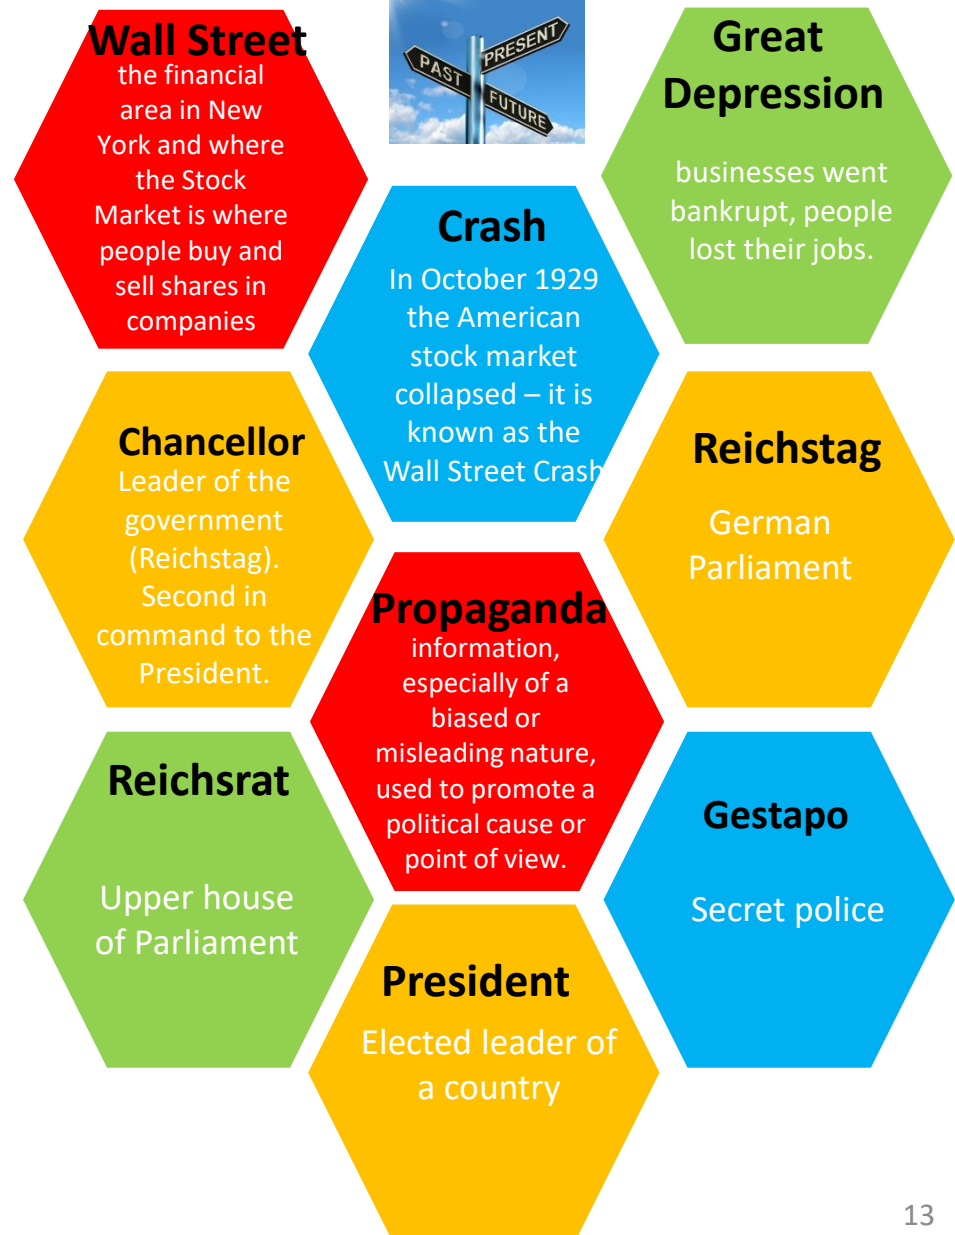 Wall Street
the financial
area in New
York and where
the Stock
Market is where
people buy and
sell shares in
companies
PAST
PRESENT
FUTURE
Great
Depression
businesses went
bankrupt, people
lost their jobs.
Crash
In October 1929
the American
stock market
collapsed – it is
known as the
Wall Street Crash
Chancellor
Leader of the
government
(Reichstag).
Second in
command to the
President.
Reichstag
German
Parliament
Propaganda
information,
especially of a
biased or
misleading nature,
used to promote a
political cause or
point of view.
Reichsrat
Upper house
of Parliament
Gestapo
Secret police
President
Elected leader of
a country
13